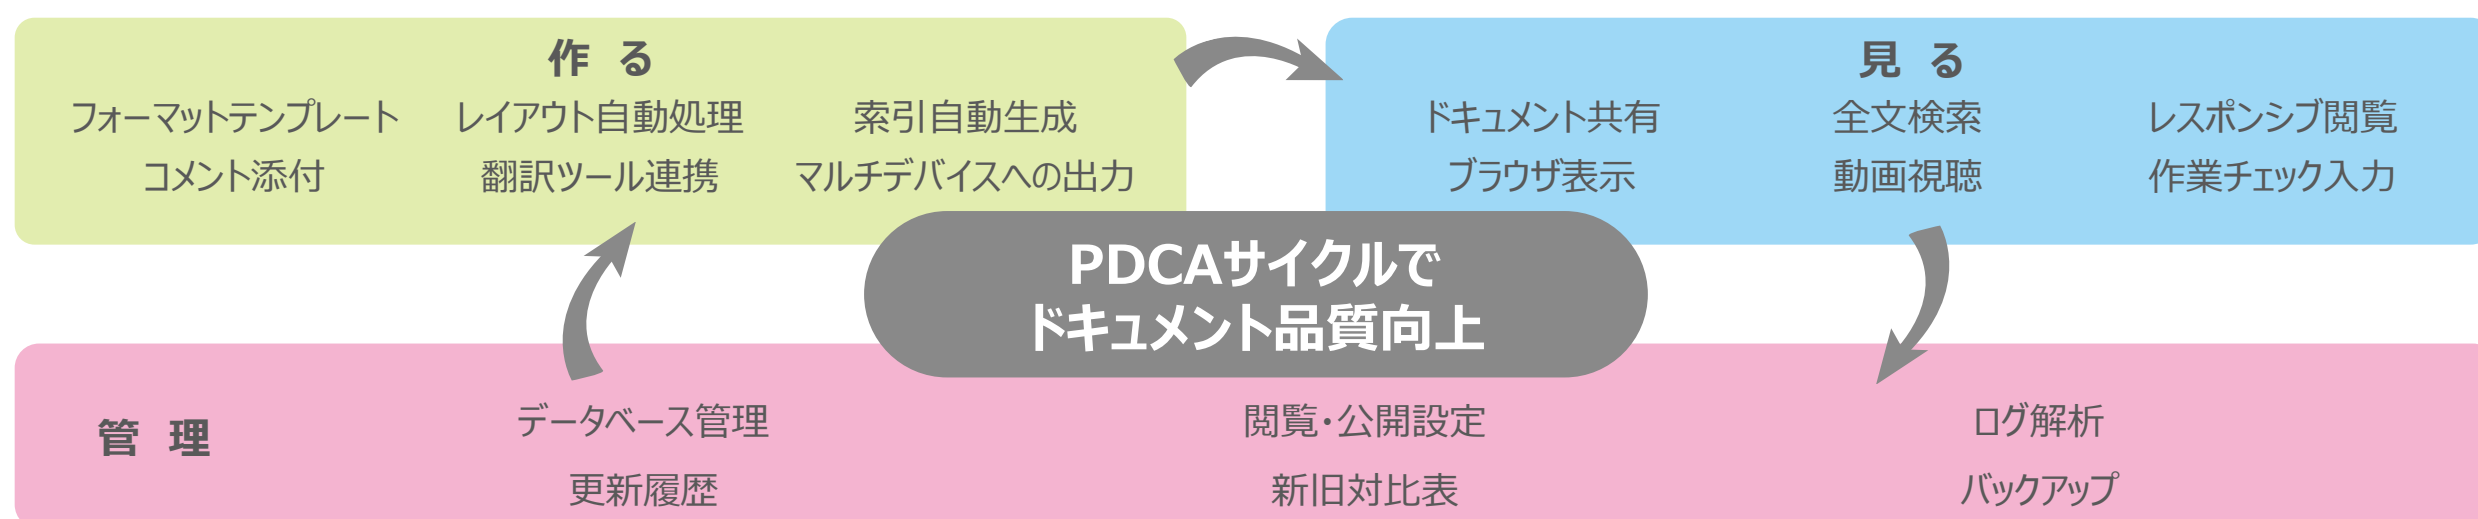 作 る
フォーマットテンプレート レイアウト自動処理 索引自動生成
コメント添付 翻訳ツール連携 マルチデバイスへの出力
見 る
ドキュメント共有 全文検索 レスポンシブ閲覧
ブラウザ表示 動画視聴 作業チェック入力
PDCAサイクルで
ドキュメント品質向上
管 理
データベース管理 閲覧・公開設定 ログ解析
更新履歴 新旧対比表 バックアップ